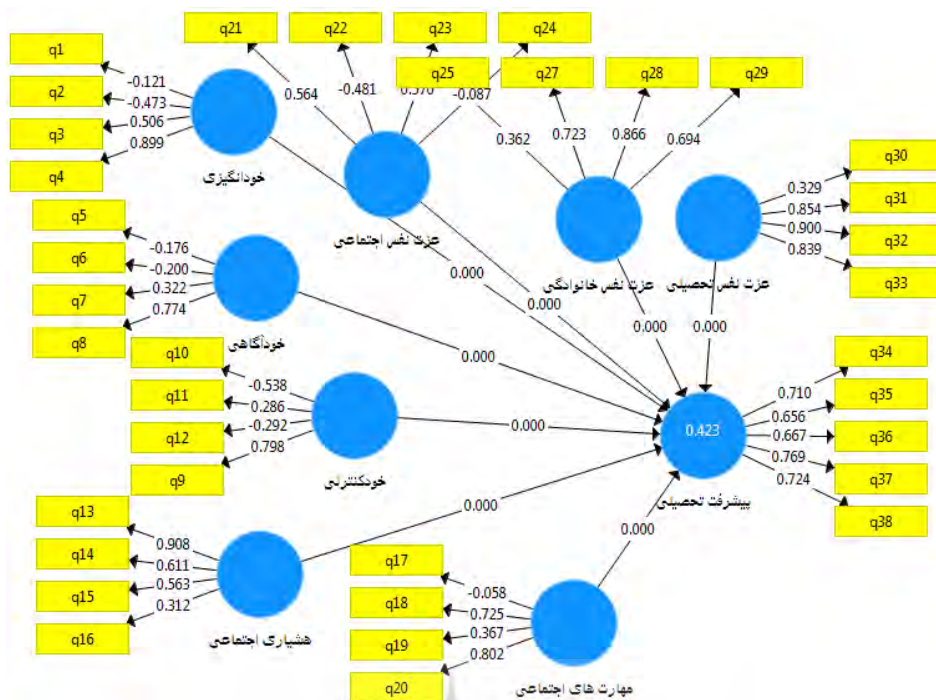 q21
q22
q23
q24
q1
q2
q3
q4
-0.121
-0.473
0.506
0.899
خودانگیزی
0.564
-0.481
-0.087
عزت نفس اجتماعی
q25
q27
q28
q29
0.362
0.723
0.866
0.694
عزت نفس خانوادگی
q30
q31
q32
q33
0.329
0.854
0.900
0.839
عزت نفس تحصیلی
q5
q6
q7
q8
-0.176
-0.200
0.322
0.774
خودآگاهی
0.000
0.000
0.000
0.000
0.000
q10
q11
q12
q9
-0.538
0.286
-0.292
0.798
خودکنترلی
0.000
q34
q35
q36
q37
q38
0.710
0.656
0.667
0.769
0.724
0.423
پیشرفت تحصیلی
q13
q14
q15
q16
0.908
0.611
0.563
0.312
هشیاری اجتماعی
0.000
q17
q18
q19
q20
-0.058
0.725
0.367
0.802
مهارت های اجتماعی
0.000